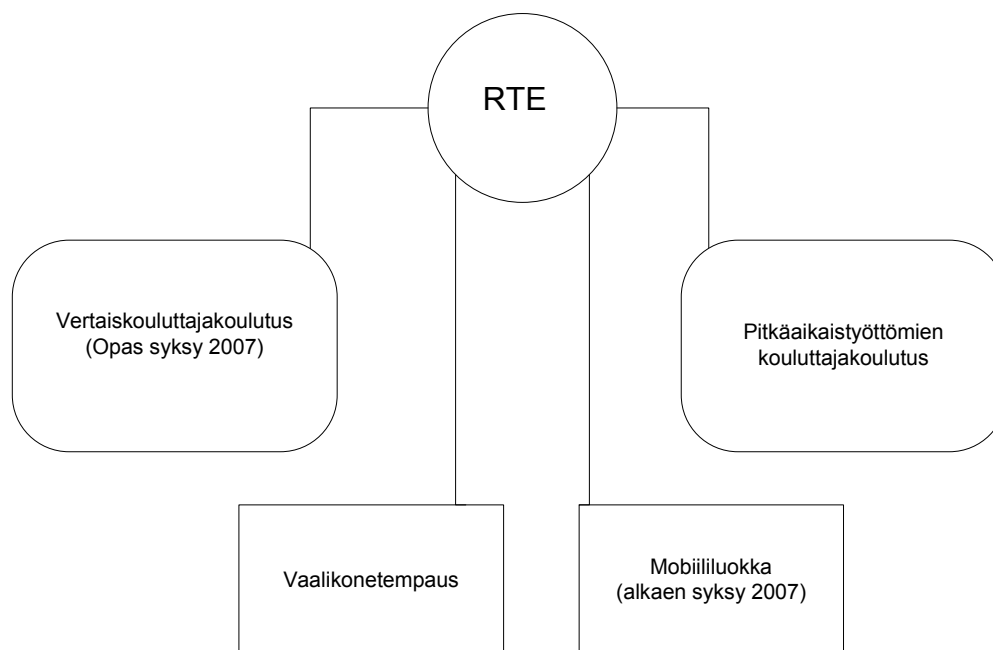 RTE
Vertaiskouluttajakoulutus
(Opas syksy 2007)
Pitkäaikaistyöttömien
kouluttajakoulutus
Vaalikonetempaus
Mobiililuokka
(alkaen syksy 2007)